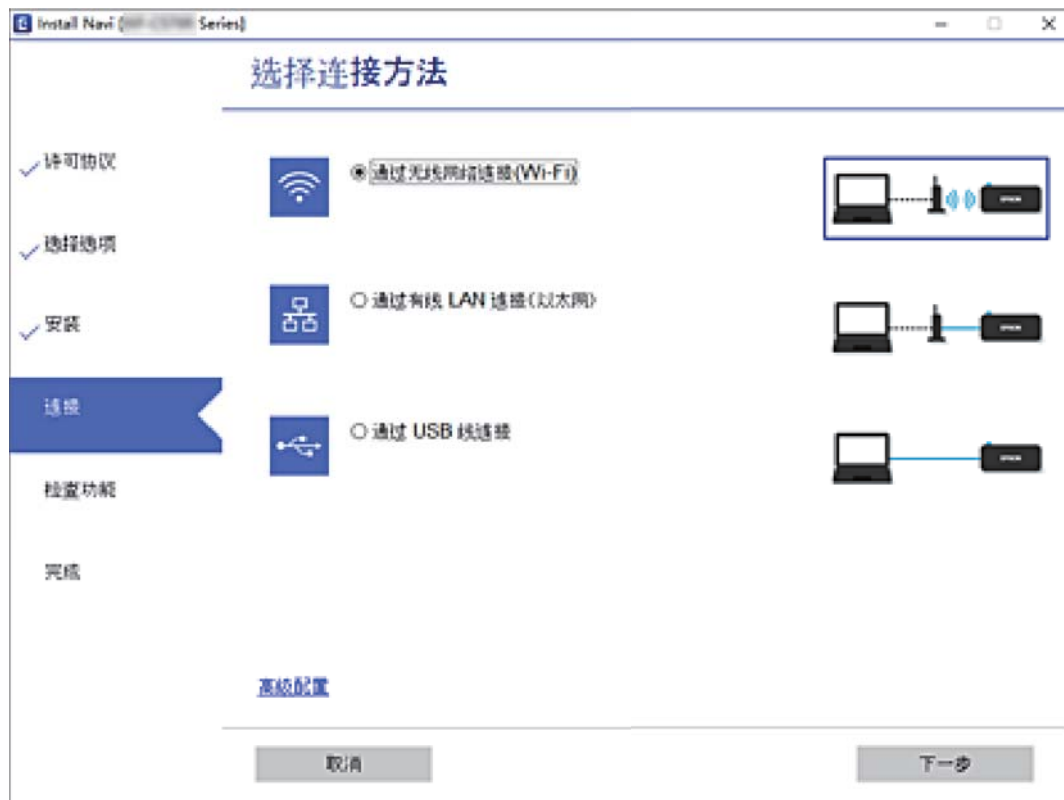 Install Navi ( Series)
选择连接方法
许可协议
选择选项
安装
连接
检查功能
完成
通过无线网络连接(Wi-Fi)
通过有线 LAN 连接(以太网)
通过 USB 线连接
EPSON
EPSON
EPSON
高级配置
取消
下一步